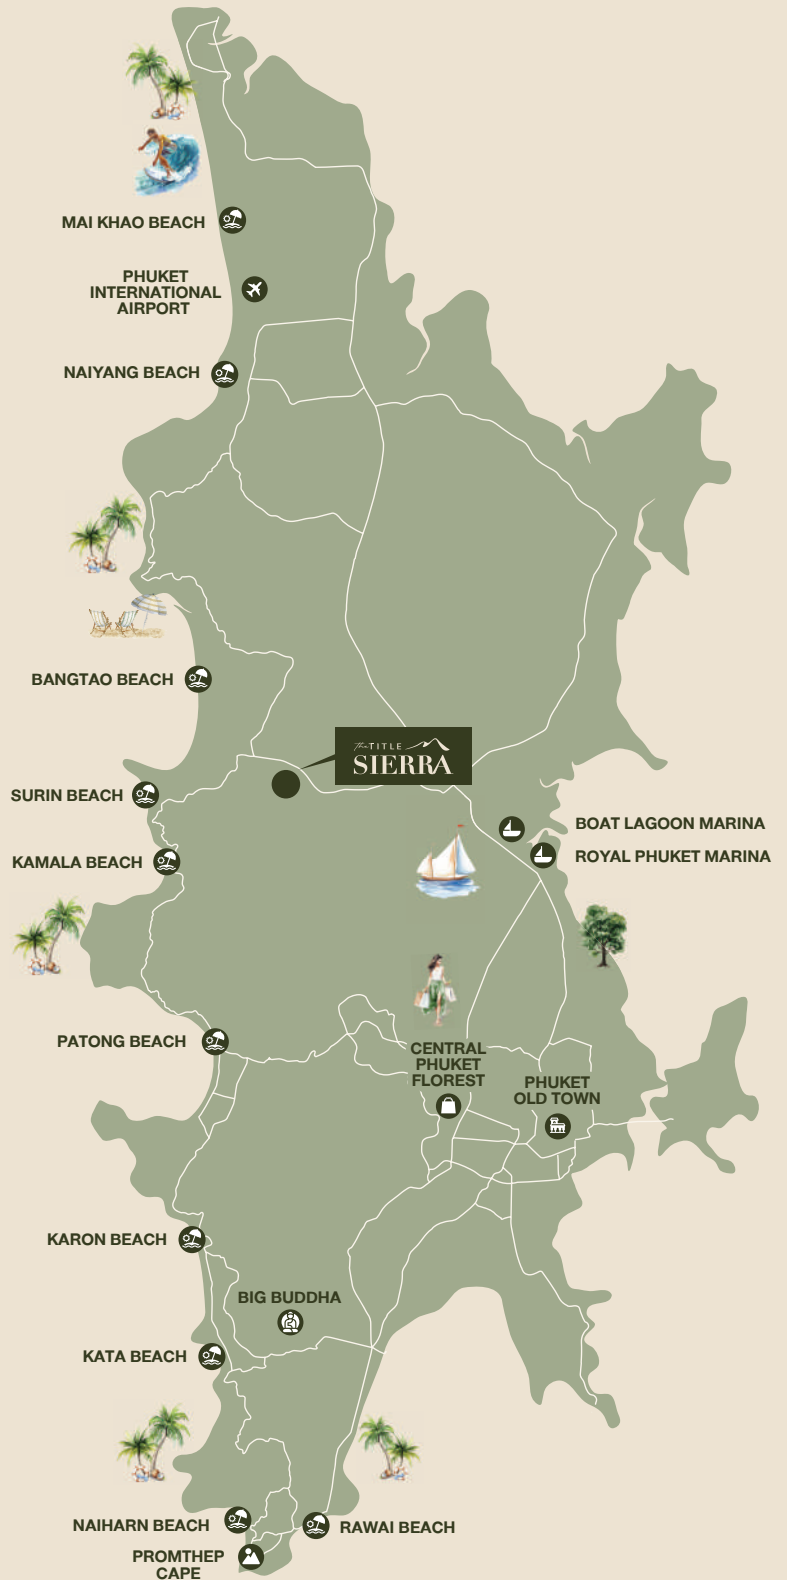 MAI KHAO BEACH
PHUKET
INTERNATIONAL
AIRPORT
NAIYANG BEACH
BANGTAO BEACH
The TITLE
SIERRA
SURIN BEACH
BOAT LAGOON MARINA
KAMALA BEACH
ROYAL PHUKET MARINA
PATONG BEACH
CENTRAL
PHUKET
FLOREST
PHUKET
OLD TOWN
KARON BEACH
BIG BUDDHA
KATA BEACH
NAIHARN BEACH
RAWAI BEACH
PROMTHEP
CAPE